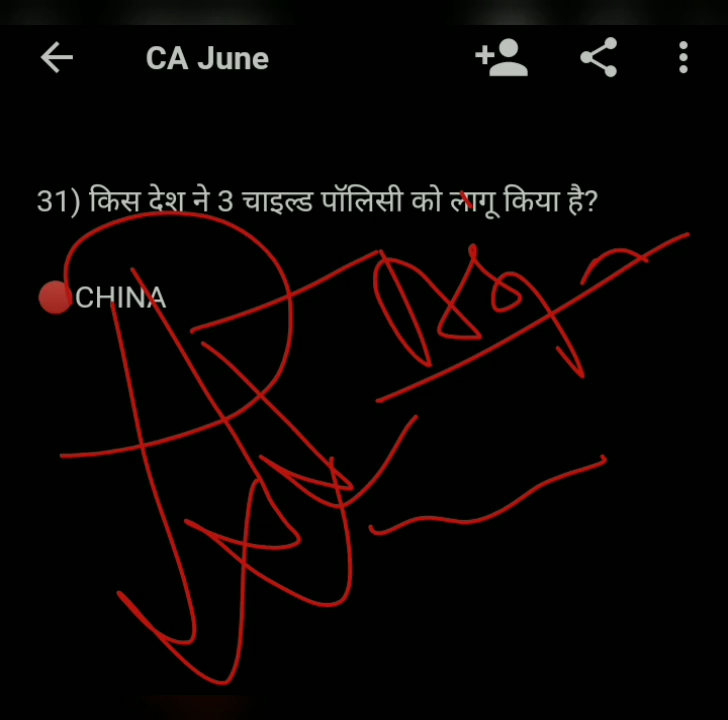 CA June
31) किस देश ने 3 चाइल्ड पॉलिसी को लागू किया है?
CHINA